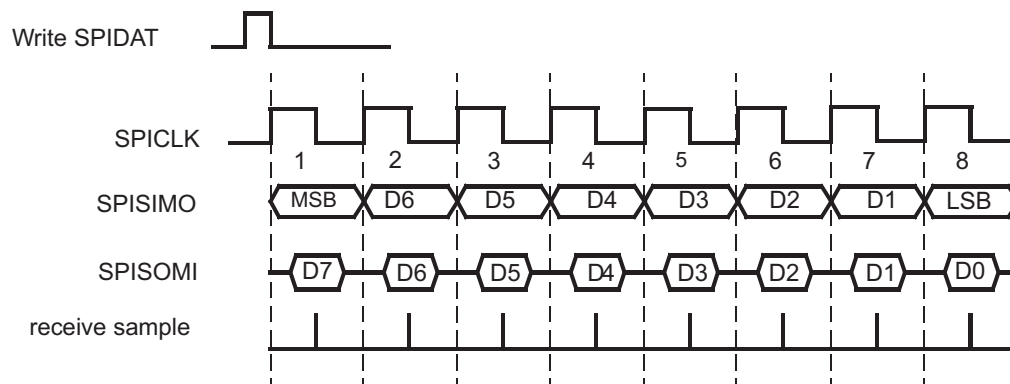 Write SPIDAT
SPICLK
1 2 3 4 5 6 7 8
SPISIMO MSB D6 D5 D4 D3 D2 D1 LSB
SPISOMI D7 D6 D5 D4 D3 D2 D1 D0
receive sample